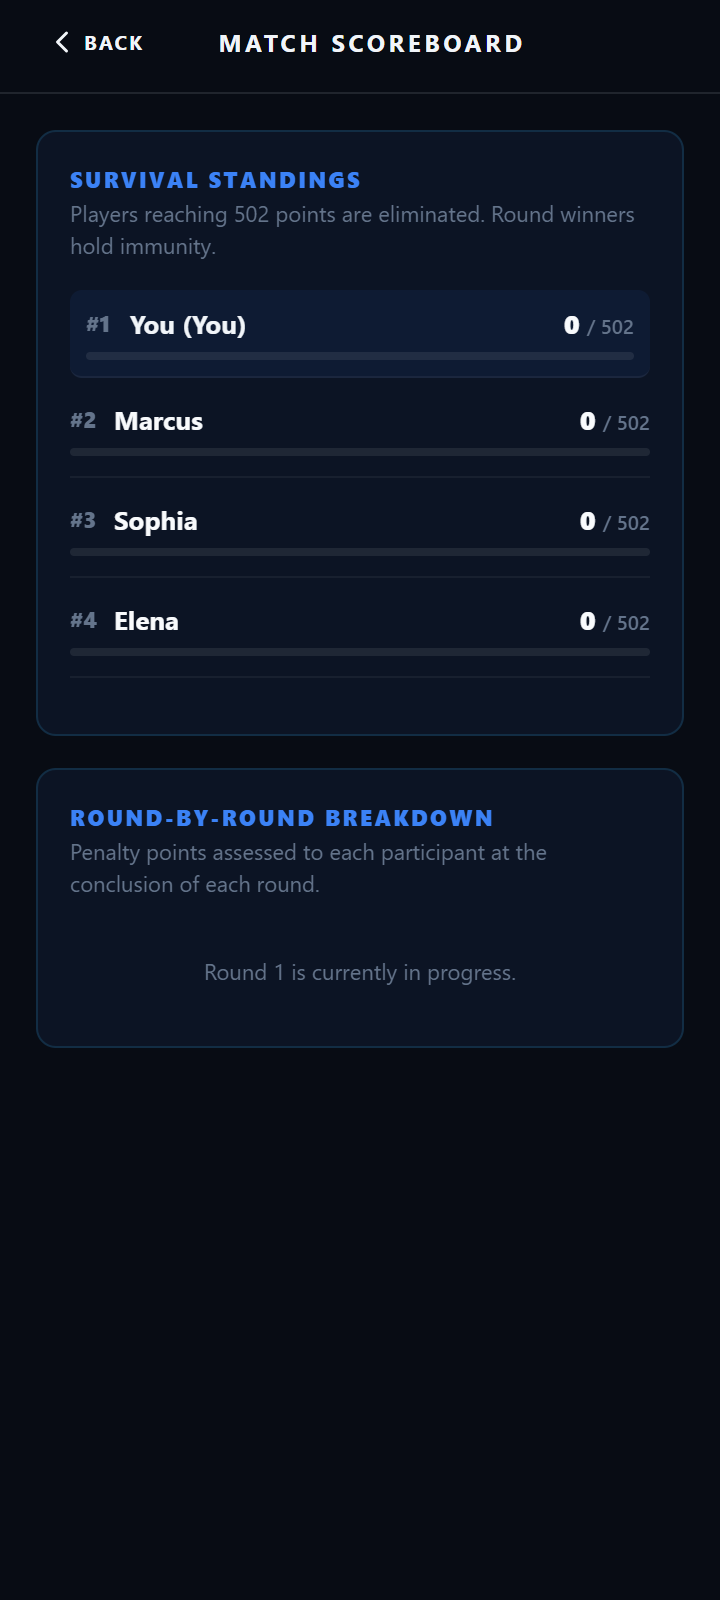 BACK
MATCH SCOREBOARD
SURVIVAL STANDINGS
Players reaching 502 points are eliminated. Round winners
hold immunity.
#1 You (You) 0 / 502
#2 Marcus 0 / 502
#3 Sophia 0 / 502
#4 Elena 0 / 502
ROUND-BY-ROUND BREAKDOWN
Penalty points assessed to each participant at the
conclusion of each round.
Round 1 is currently in progress.